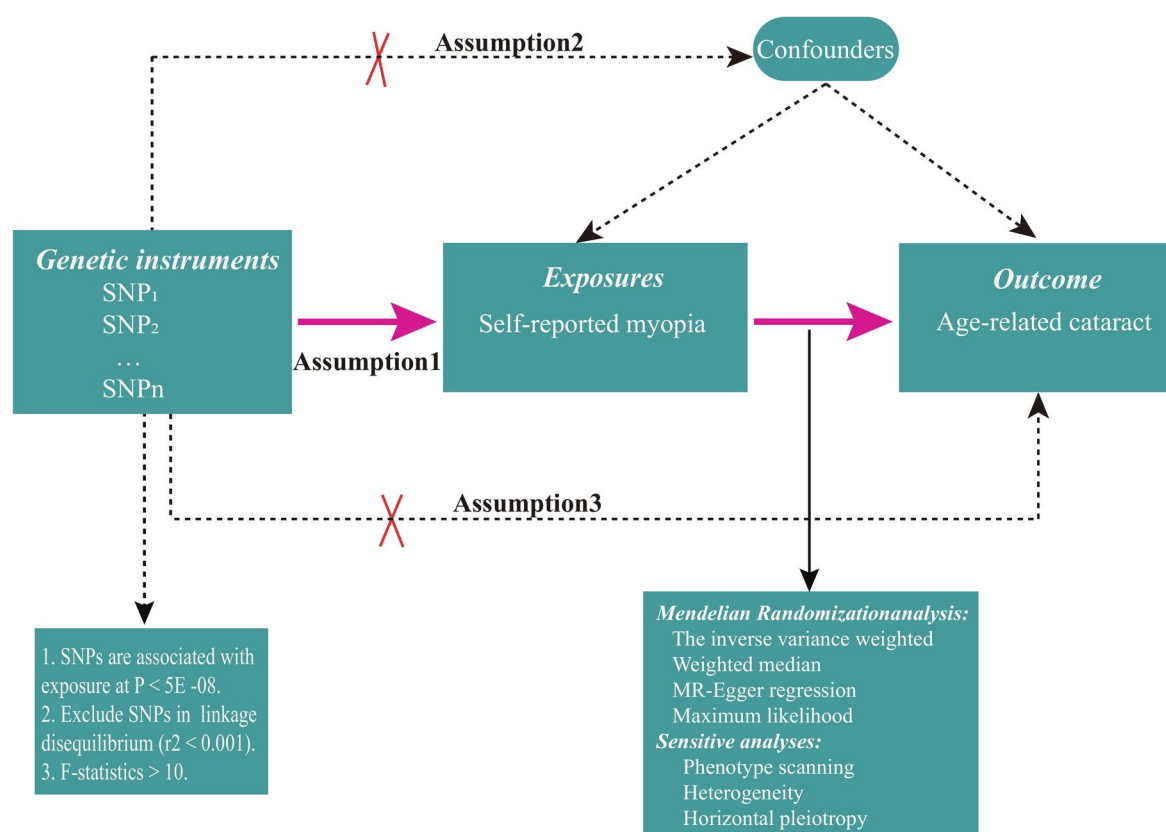 Assumption2
Confounders
Genetic instruments
SNP₁
SNP₂
...
SNPn
Assumption1
Exposures
Self-reported myopia
Outcome
Age-related cataract
Assumption3
1. SNPs are associated with
exposure at P < 5E -08.
2. Exclude SNPs in linkage
disequilibrium (r2 < 0.001).
3. F-statistics > 10.
Mendelian Randomizationanalysis:
The inverse variance weighted
Weighted median
MR-Egger regression
Maximum likelihood
Sensitive analyses:
Phenotype scanning
Heterogeneity
Horizontal pleiotropy